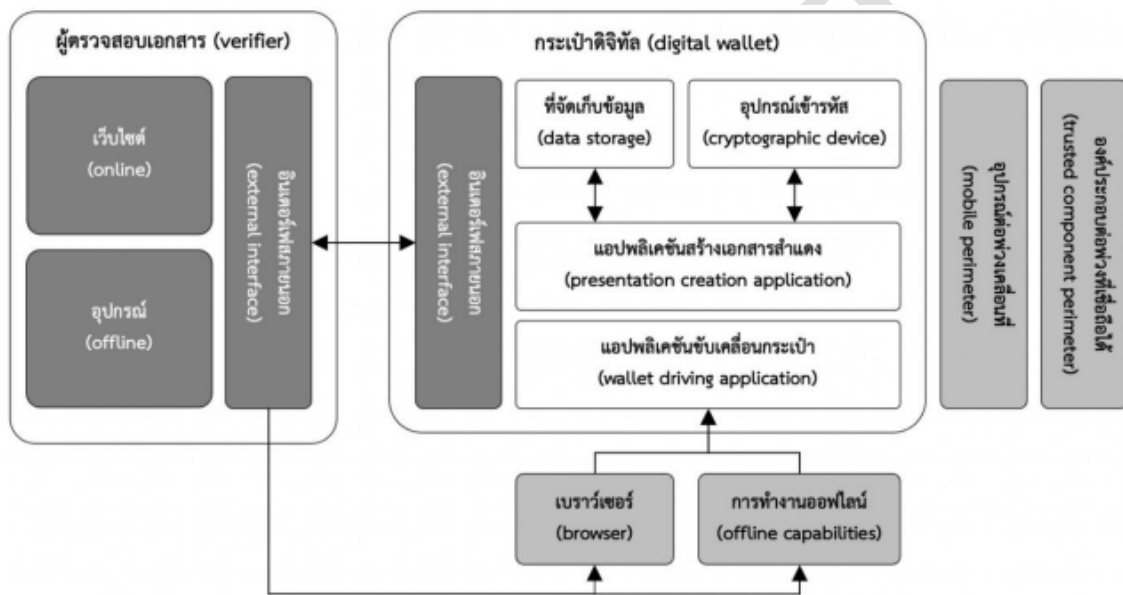 ผู้ตรวจสอบเอกสาร (verifier)
เว็บไซต์
(online)
อุปกรณ์
(offline)
อินเตอร์เฟสภายนอก
(external interface)
กระเป๋าดิจิทัล (digital wallet)
อินเตอร์เฟสภายนอก
(external interface)
ที่จัดเก็บข้อมูล
(data storage)
อุปกรณ์เข้ารหัส
(cryptographic device)
แอปพลิเคชันสร้างเอกสารสำแดง
(presentation creation application)
แอปพลิเคชันขับเคลื่อนกระเป๋า
(wallet driving application)
อุปกรณ์ต่อพ่วงเคลื่อนที่
(mobile perimeter)
องค์ประกอบต่อพ่วงที่เชื่อถือได้
(trusted component perimeter)
เบราว์เซอร์
(browser)
การทำงานออฟไลน์
(offline capabilities)